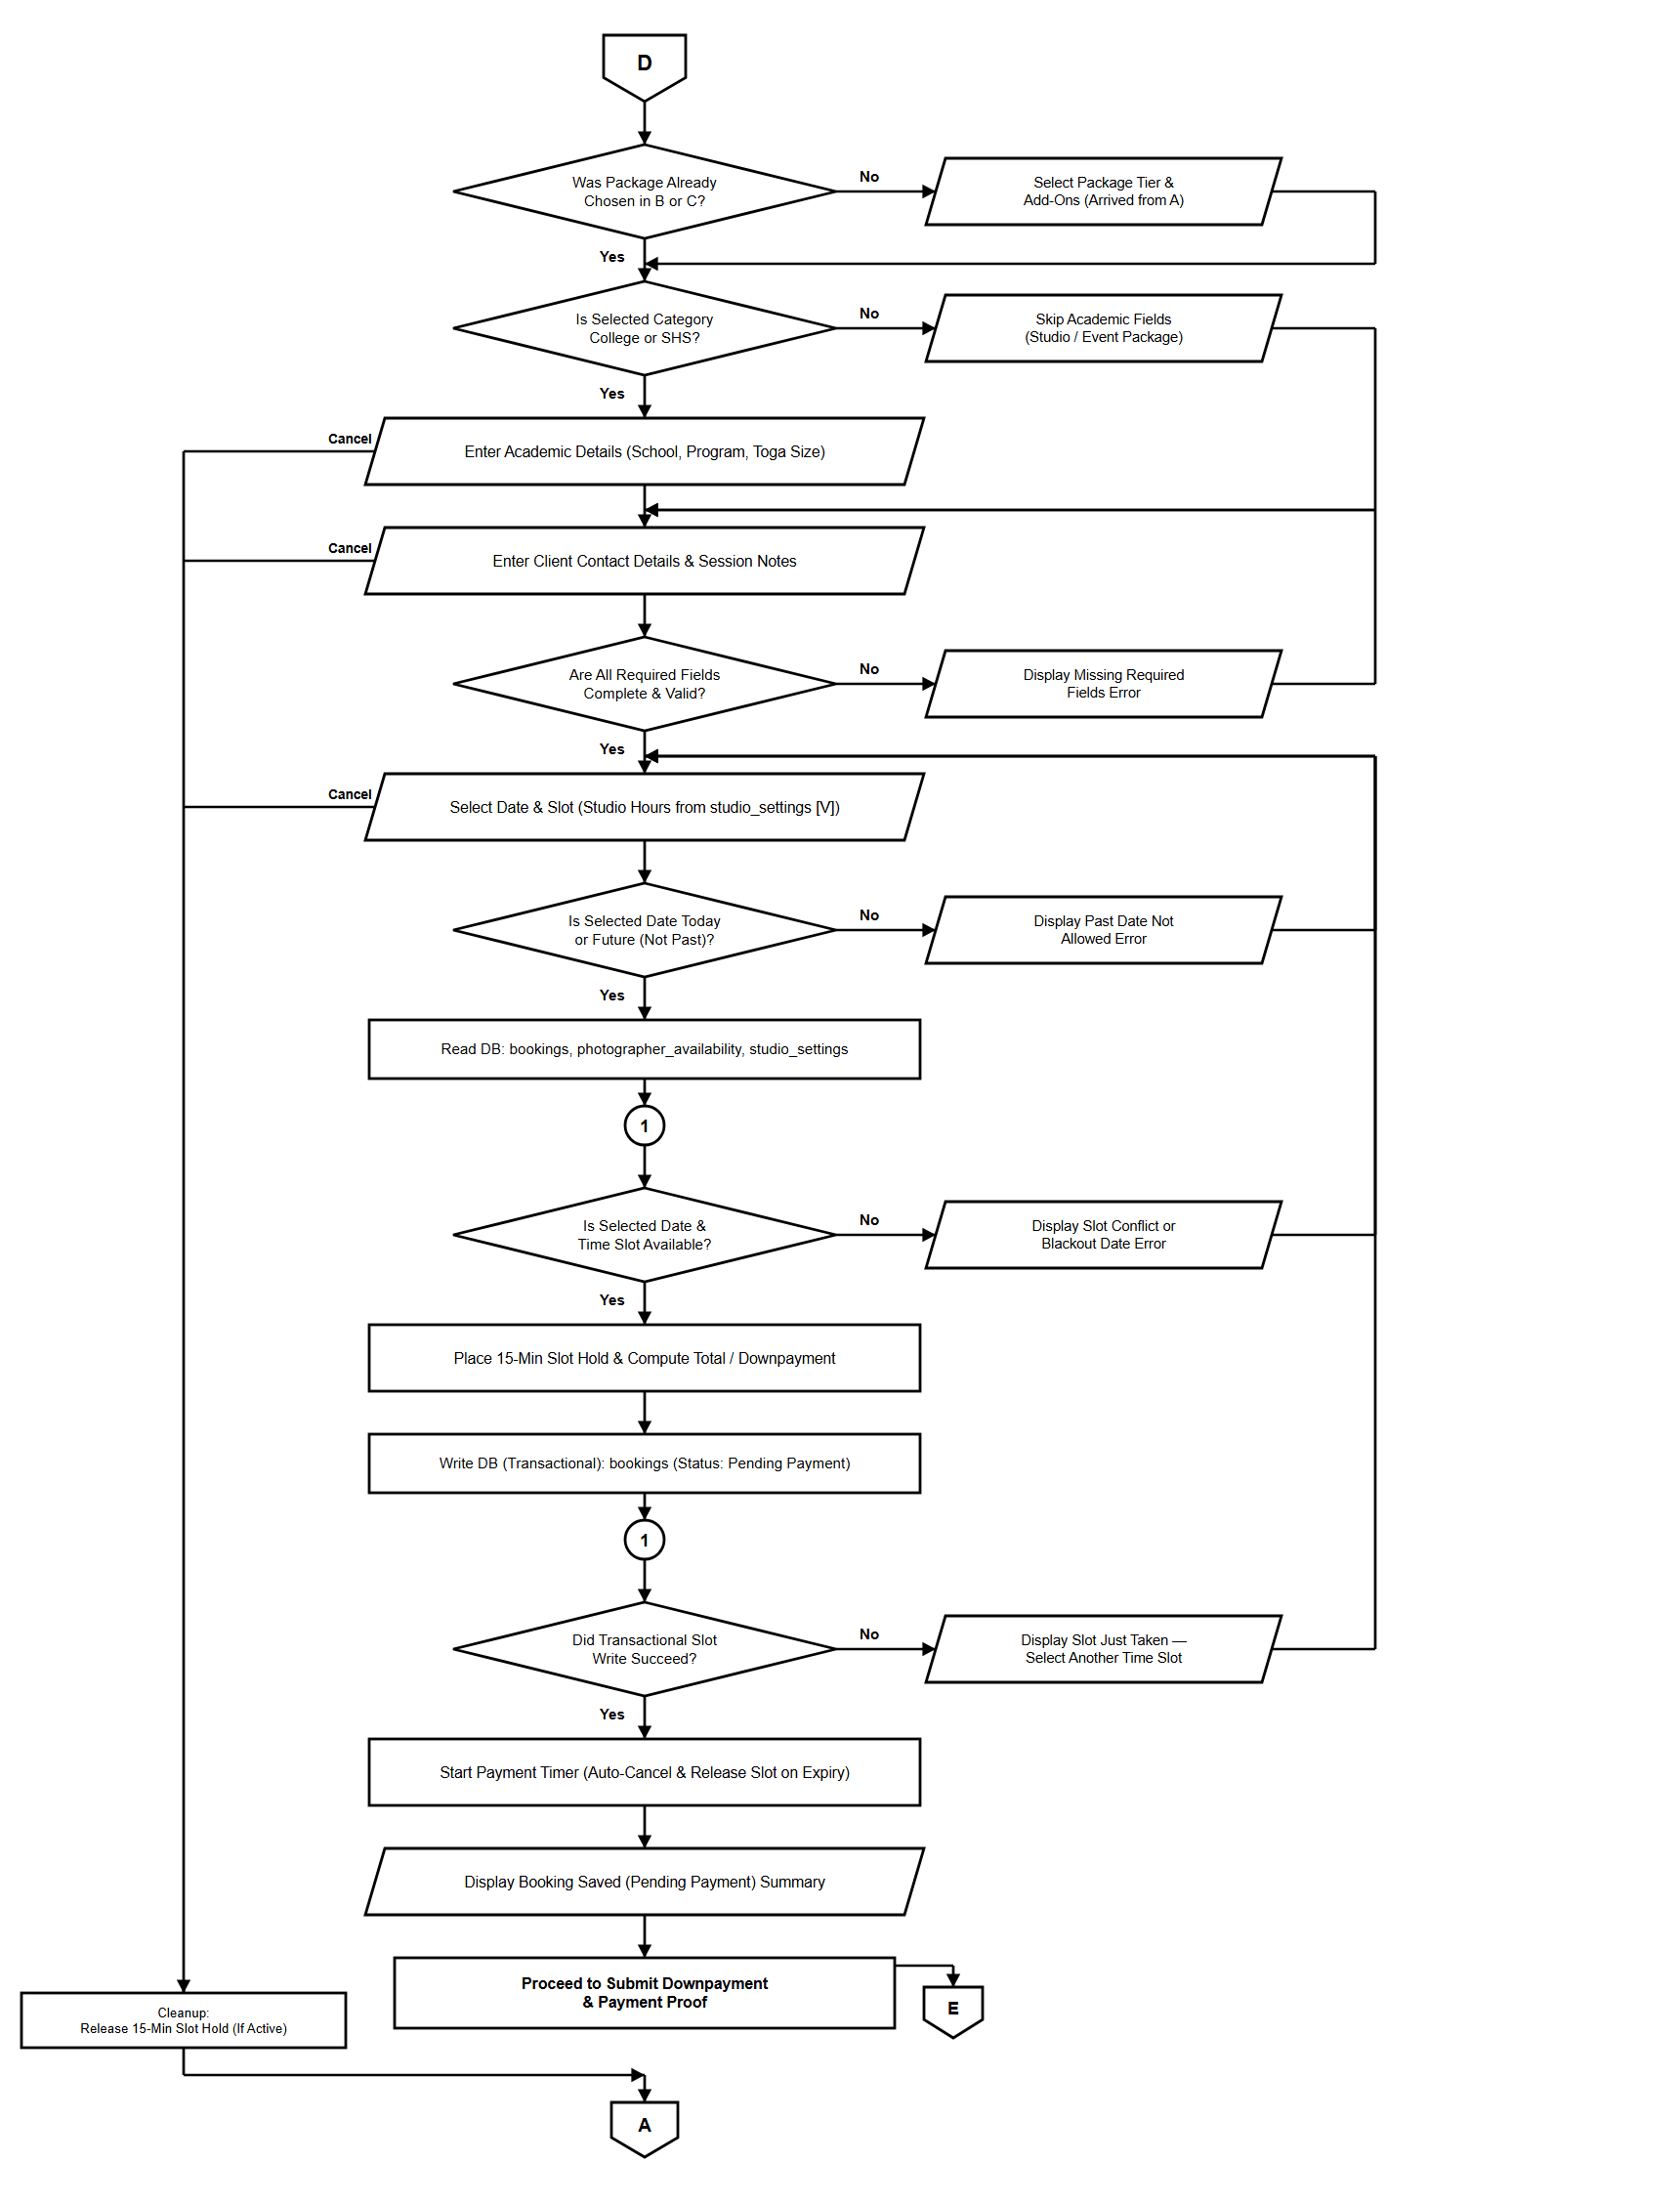 D
Was Package Already
Chosen in B or C?
No
Select Package Tier &
Add-Ons (Arrived from A)
Yes
Is Selected Category
College or SHS?
No
Skip Academic Fields
(Studio / Event Package)
Yes
Cancel
Enter Academic Details (School, Program, Toga Size)
Cancel
Enter Client Contact Details & Session Notes
Are All Required Fields
Complete & Valid?
No
Display Missing Required
Fields Error
Yes
Cancel
Select Date & Slot (Studio Hours from studio_settings [V])
Is Selected Date Today
or Future (Not Past)?
No
Display Past Date Not
Allowed Error
Yes
Read DB: bookings, photographer_availability, studio_settings
1
Is Selected Date &
Time Slot Available?
No
Display Slot Conflict or
Blackout Date Error
Yes
Place 15-Min Slot Hold & Compute Total / Downpayment
Write DB (Transactional): bookings (Status: Pending Payment)
1
Did Transactional Slot
Write Succeed?
No
Display Slot Just Taken —
Select Another Time Slot
Yes
Start Payment Timer (Auto-Cancel & Release Slot on Expiry)
Display Booking Saved (Pending Payment) Summary
Proceed to Submit Downpayment
& Payment Proof
E
Cleanup:
Release 15-Min Slot Hold (If Active)
A